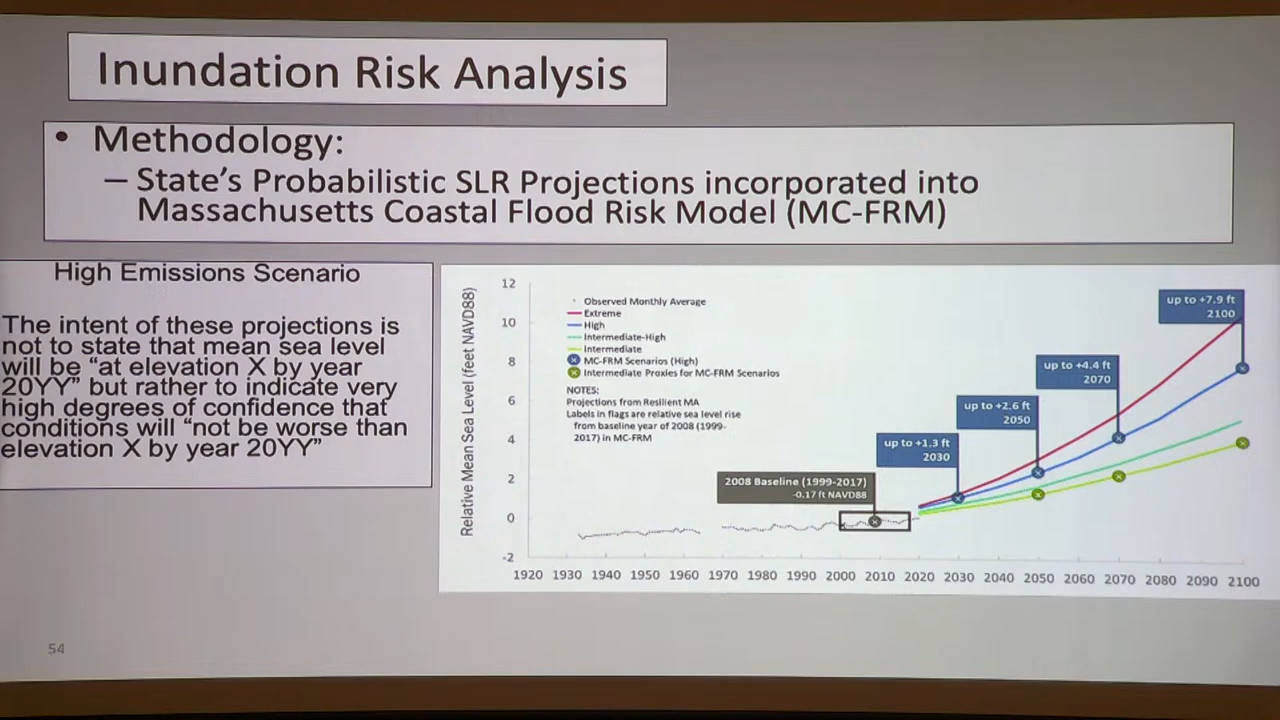 Inundation Risk Analysis
• Methodology:
– State's Probabilistic SLR Projections incorporated into
Massachusetts Coastal Flood Risk Model (MC-FRM)
High Emissions Scenario
The intent of these projections is
not to state that mean sea level
will be "at elevation X by year
20YY" but rather to indicate very
high degrees of confidence that
conditions will "not be worse than
elevation X by year 20YY"
Relative Mean Sea Level (feet NAVD88)
12
10
8
6
4
2
0
-2
Observed Monthly Average
Extreme
High
Intermediate-High
Intermediate
MC-FRM Scenarios (High)
Intermediate Proxies for MC-FRM Scenarios
NOTES:
Projections from Resilient MA
Labels in flags are relative sea level rise
from baseline year of 2008 (1999-
2017) in MC-FRM
2008 Baseline (1999-2017)
-0.17 ft NAVD88
up to +1.3 ft
2030
up to +2.6 ft
2050
up to +4.4 ft
2070
up to +7.9 ft
2100
1920 1930 1940 1950 1960 1970 1980 1990 2000 2010 2020 2030 2040 2050 2060 2070 2080 2090 2100
54